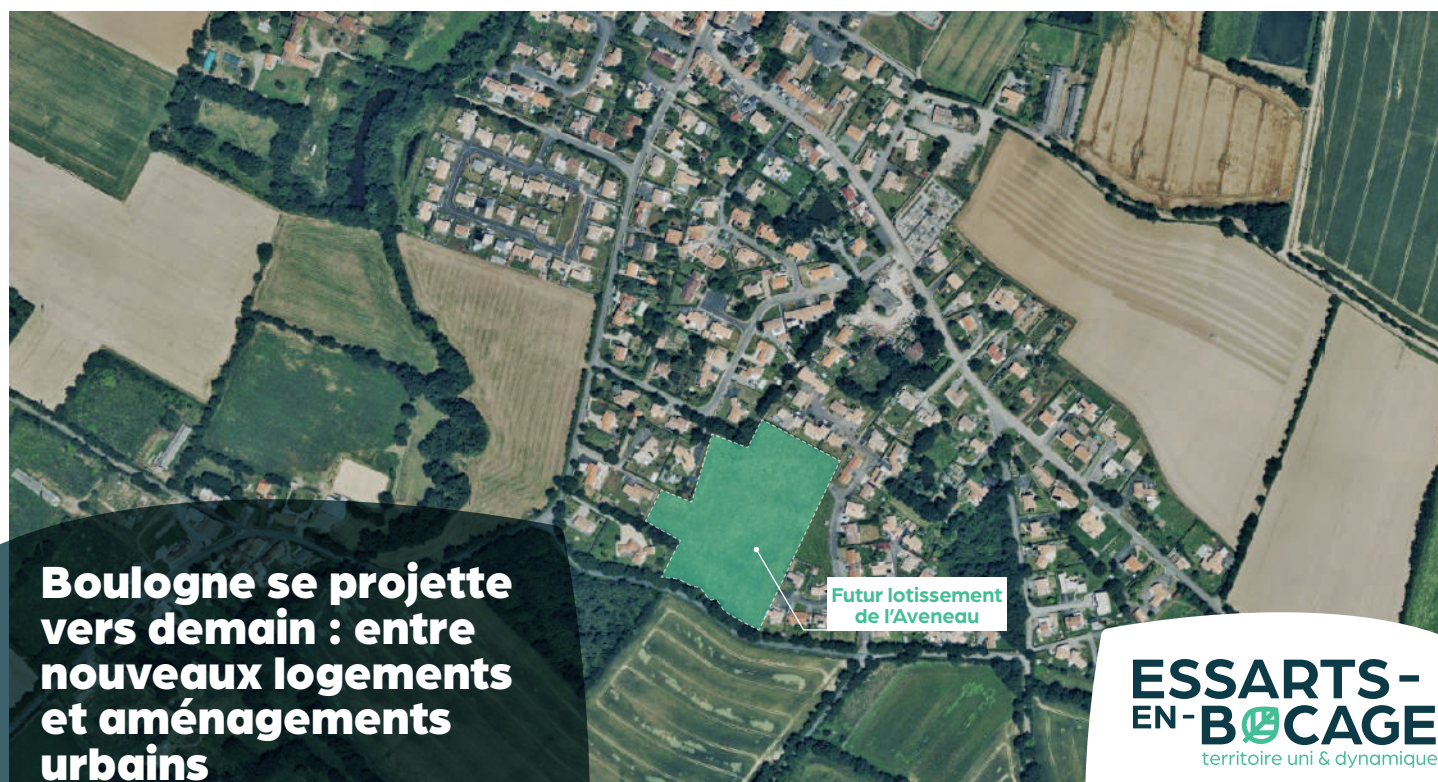 Futur lotissement
de l'Aveneau
Boulogne se projette
vers demain : entre
nouveaux logements
et aménagements
urbains
ESSARTS-
EN-BOCAGE
territoire uni & dynamique